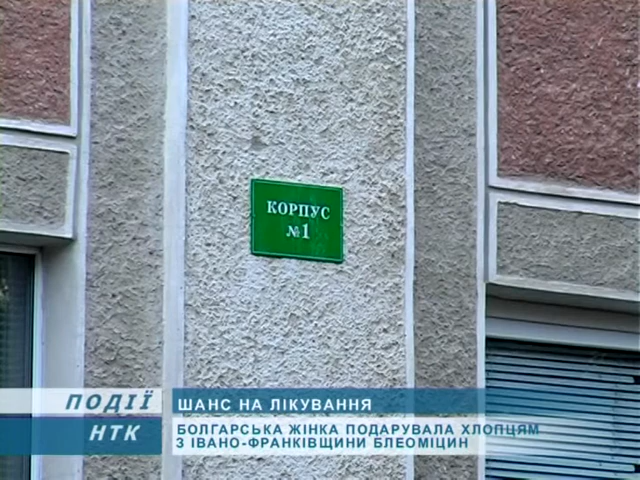 КОРПУС
№1
ПОДІЇ
ШАНС НА ЛІКУВАННЯ
НТК
БОЛГАРСЬКА ЖІНКА ПОДАРУВАЛА ХЛОПЦЯМ
З ІВАНО-ФРАНКІВЩИНИ БЛЕОМІЦИН